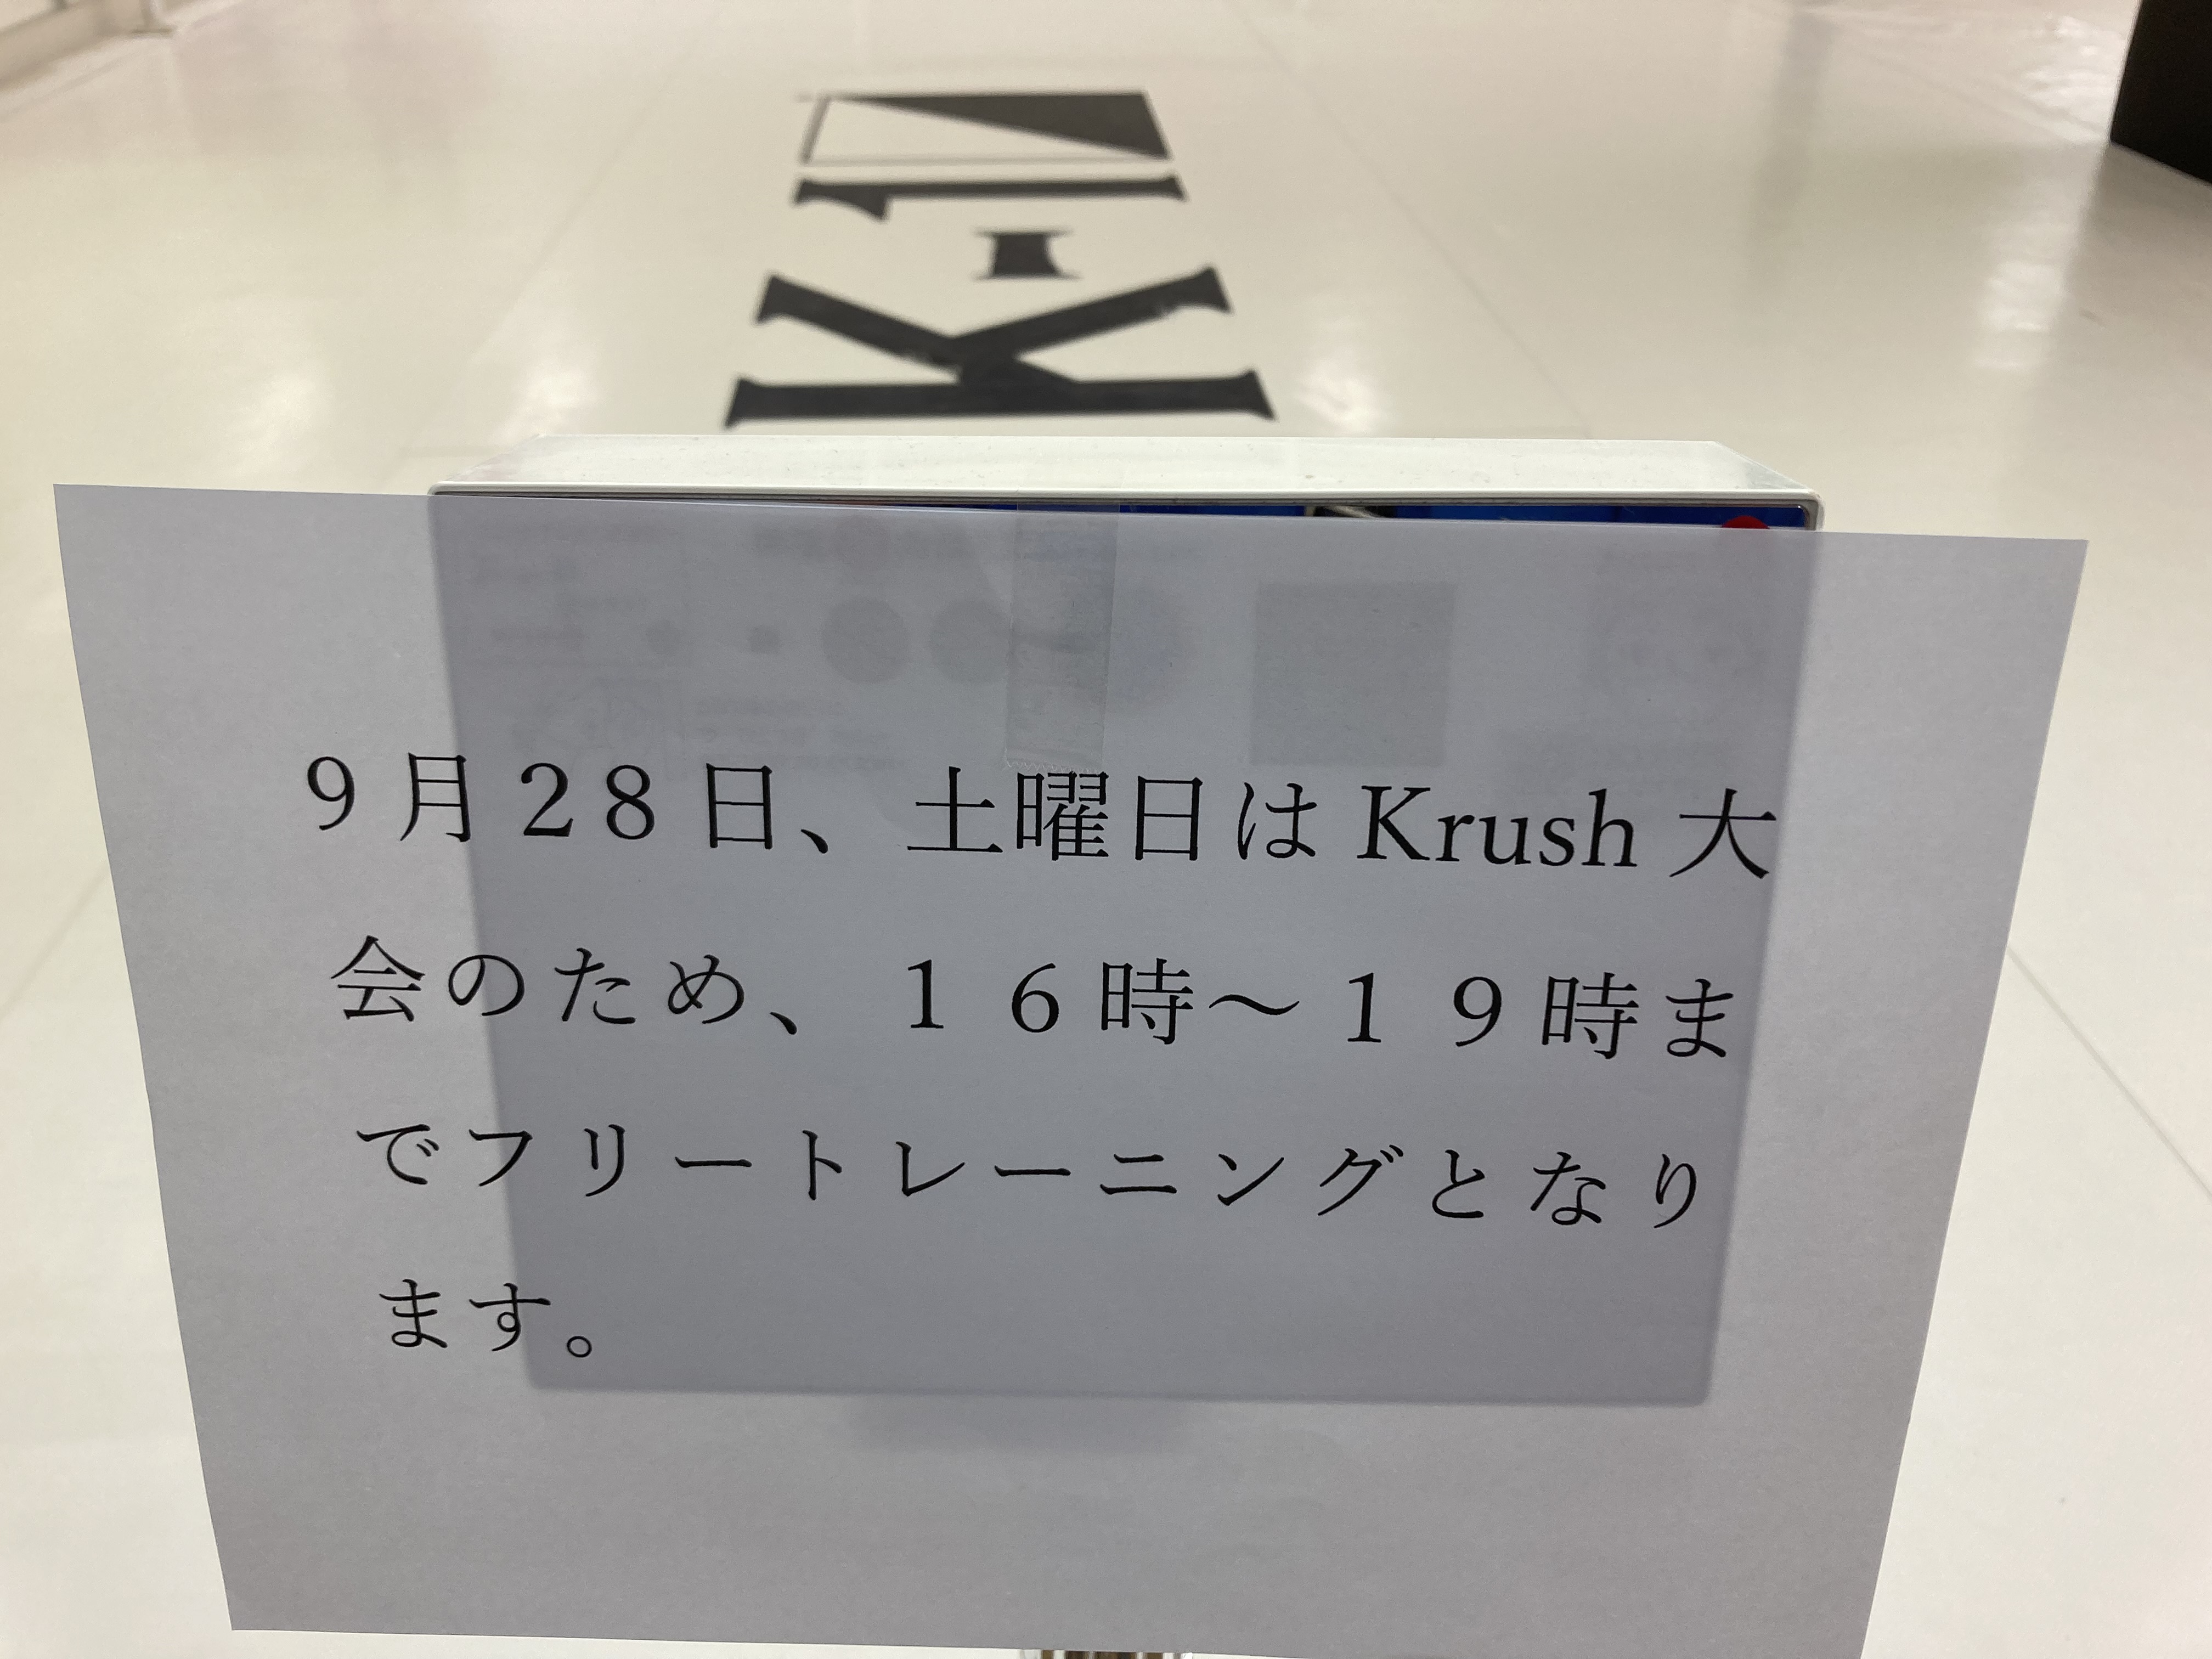 K-1
9月28日、土曜日はKrush大
会のため、16時～19時ま
でフリートレーニングとなり
ます。